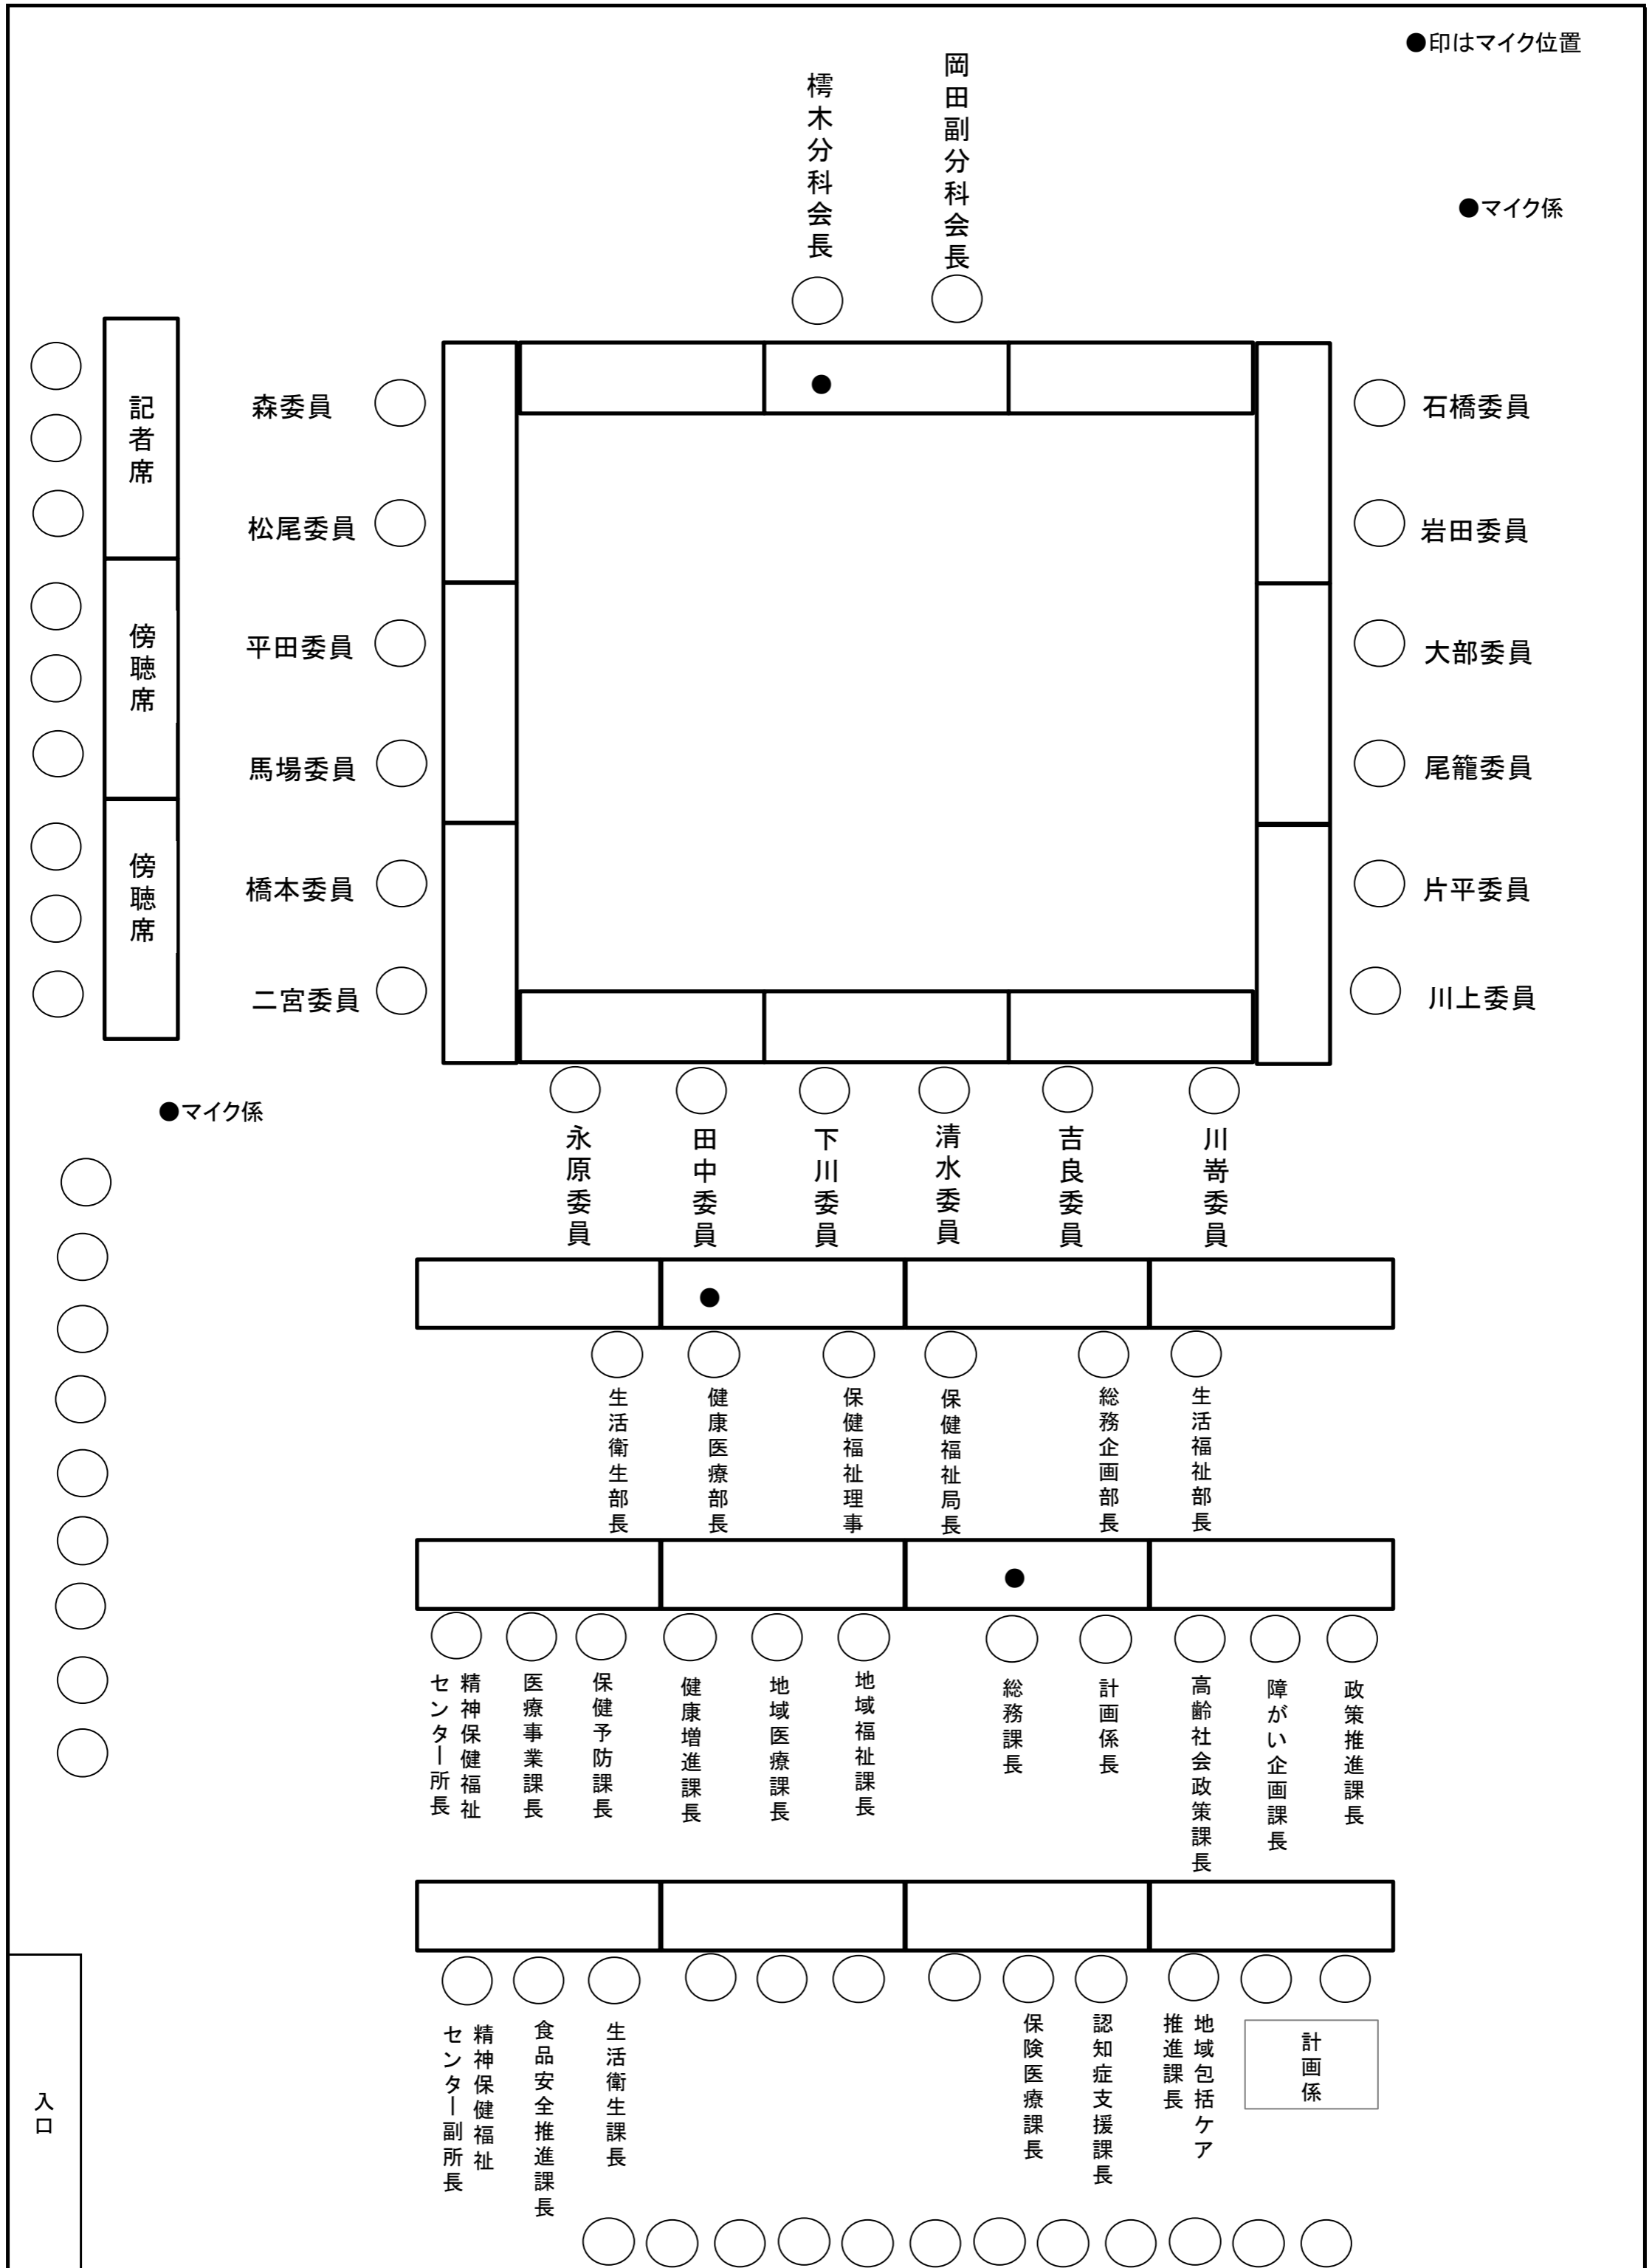 ●印はマイク位置
樗木分科会長
岡田副分科会長
●マイク係
記者席
傍聴席
傍聴席
森委員
松尾委員
平田委員
馬場委員
橋本委員
二宮委員
石橋委員
岩田委員
大部委員
尾籠委員
片平委員
川上委員
●マイク係
永原委員
田中委員
下川委員
清水委員
吉良委員
川嵜委員
生活衛生部長
健康医療部長
保健福祉理事
保健福祉局長
総務企画部長
生活福祉部長
精神保健福祉
センター所長
医療事業課長
保健予防課長
健康増進課長
地域医療課長
地域福祉課長
総務課長
計画係長
高齢社会政策課長
障がい企画課長
政策推進課長
精神保健福祉
センター副所長
食品安全推進課長
生活衛生課長
保険医療課長
認知症支援課長
地域包括ケア
推進課長
計画係
入口